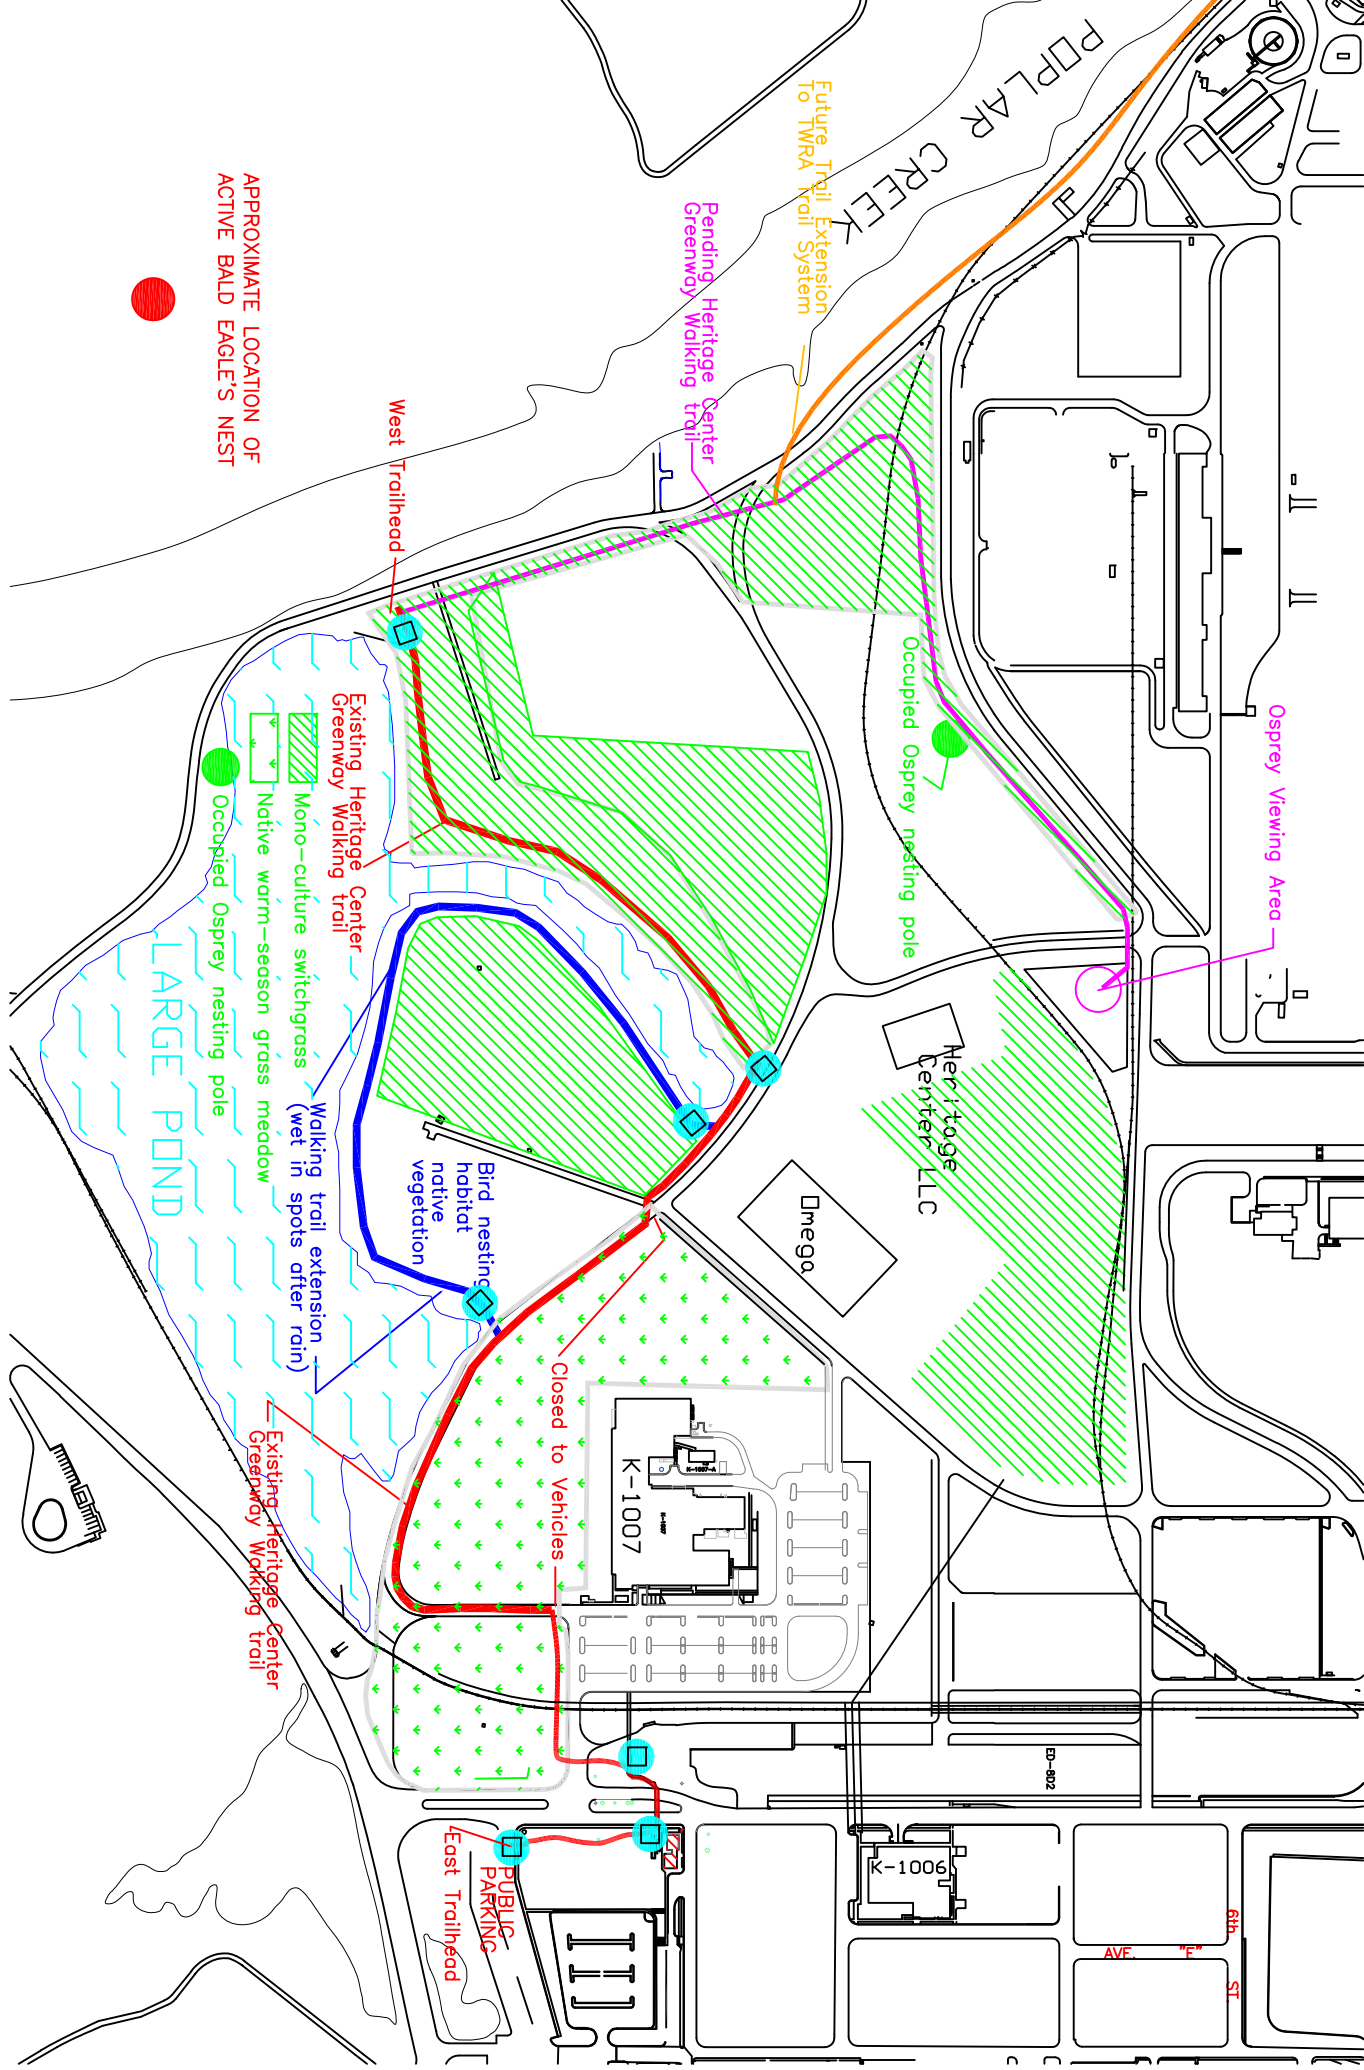 POPLAR CREEK
Future Trail Extension
To TWRA Trail System
Pending Heritage Center
Greenway Walking trail
APPROXIMATE LOCATION OF
ACTIVE BALD EAGLE'S NEST
West Trailhead
Osprey Viewing Area
Occupied Osprey nesting pole
Existing Heritage Center
Greenway Walking trail
Mono-culture switchgrass
Native warm-season grass meadow
Occupied Osprey nesting pole
LARGE POND
Heritage
Center LLC
Omega
Bird nesting
habitat
native
vegetation
Walking trail extension
(wet in spots after rain)
Closed to Vehicles
K-1007
K-1007-A
K-1007
Existing Heritage Center
Greenway Walking trail
ED-802
K-1006
PUBLIC
PARKING
East Trailhead
6th. ST.
AVE. "E"